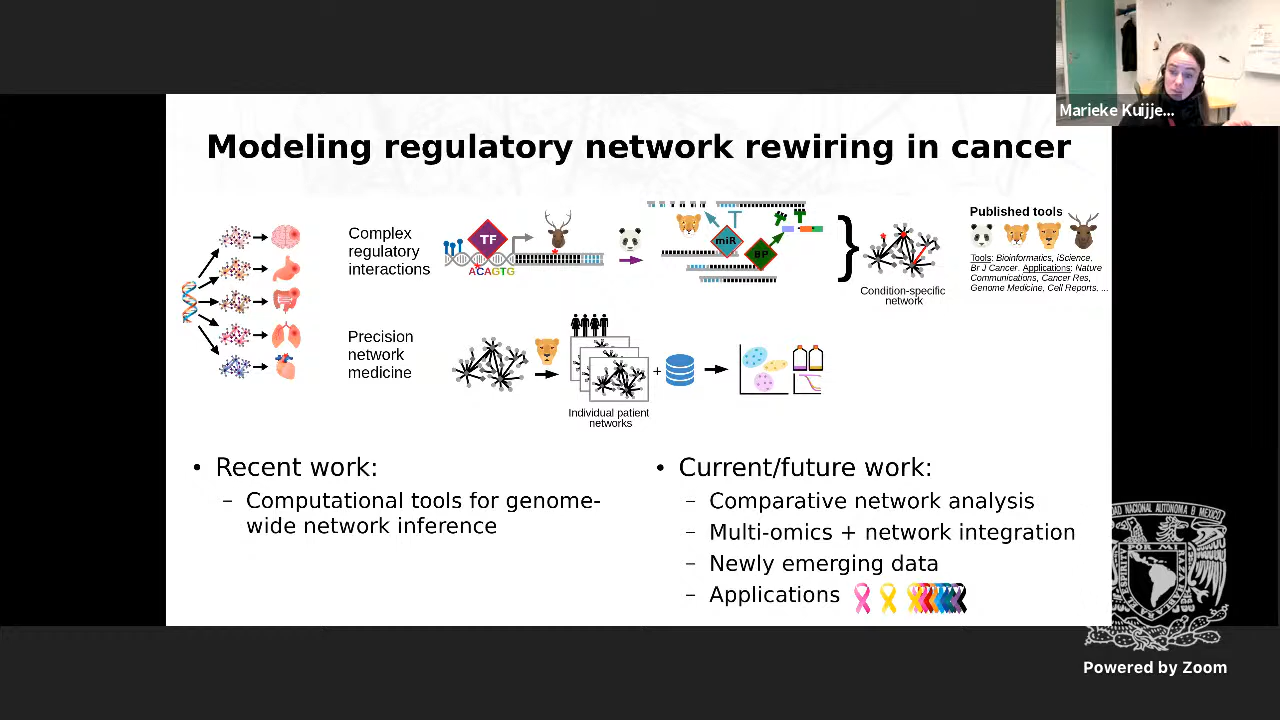 Marieke Kuijje...
Modeling regulatory network rewiring in cancer
Complex
regulatory
interactions
TF
ACAGTG
miR
BP
Condition-specific
network
Published tools
Tools: Bioinformatics, iScience,
Br J Cancer. Applications: Nature
Communications, Cancer Res,
Genome Medicine, Cell Reports. ...
Precision
network
medicine
+
Individual patient
networks
• Recent work:
– Computational tools for genome-
wide network inference
• Current/future work:
– Comparative network analysis
– Multi-omics + network integration
– Newly emerging data
– Applications
Powered by Zoom